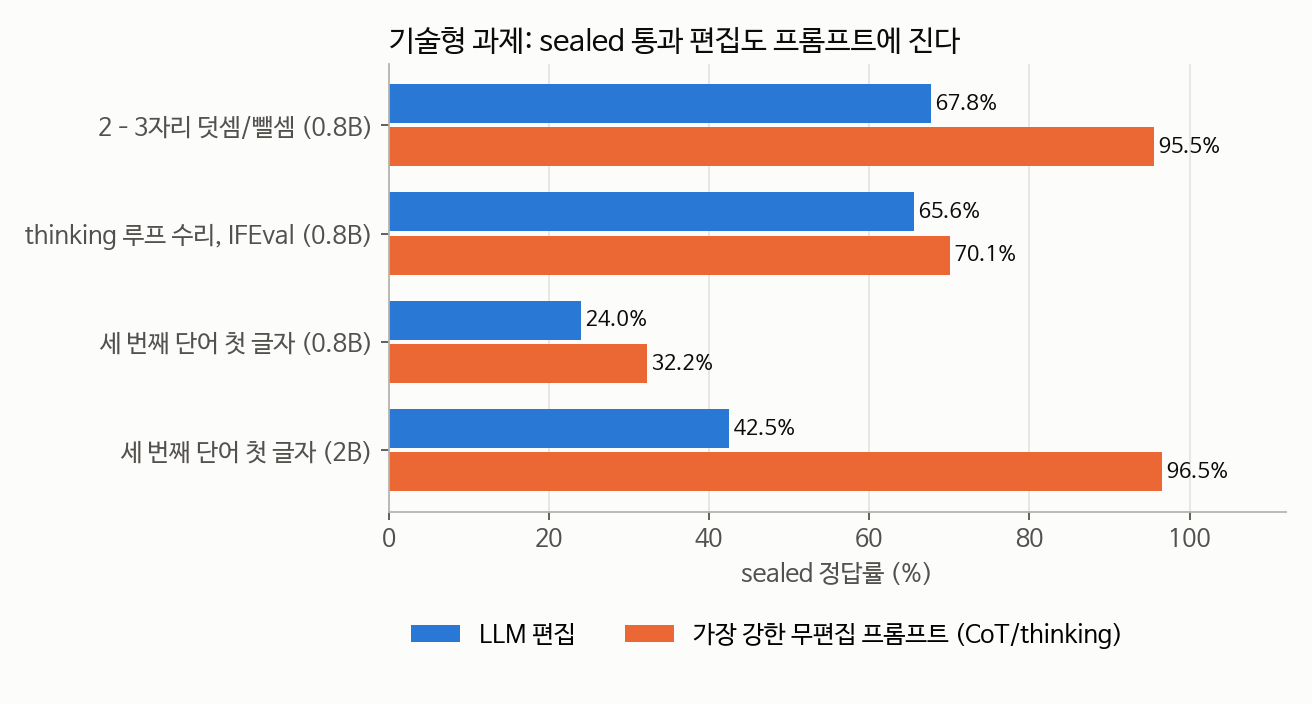 기술형 과제: sealed 통과 편집도 프롬프트에 진다
2 - 3자리 덧셈/뺄셈 (0.8B)
67.8%
95.5%
thinking 루프 수리, IFEval (0.8B)
65.6%
70.1%
세 번째 단어 첫 글자 (0.8B)
24.0%
32.2%
세 번째 단어 첫 글자 (2B)
42.5%
96.5%
0 20 40 60 80 100
sealed 정답률 (%)
LLM 편집 가장 강한 무편집 프롬프트 (CoT/thinking)